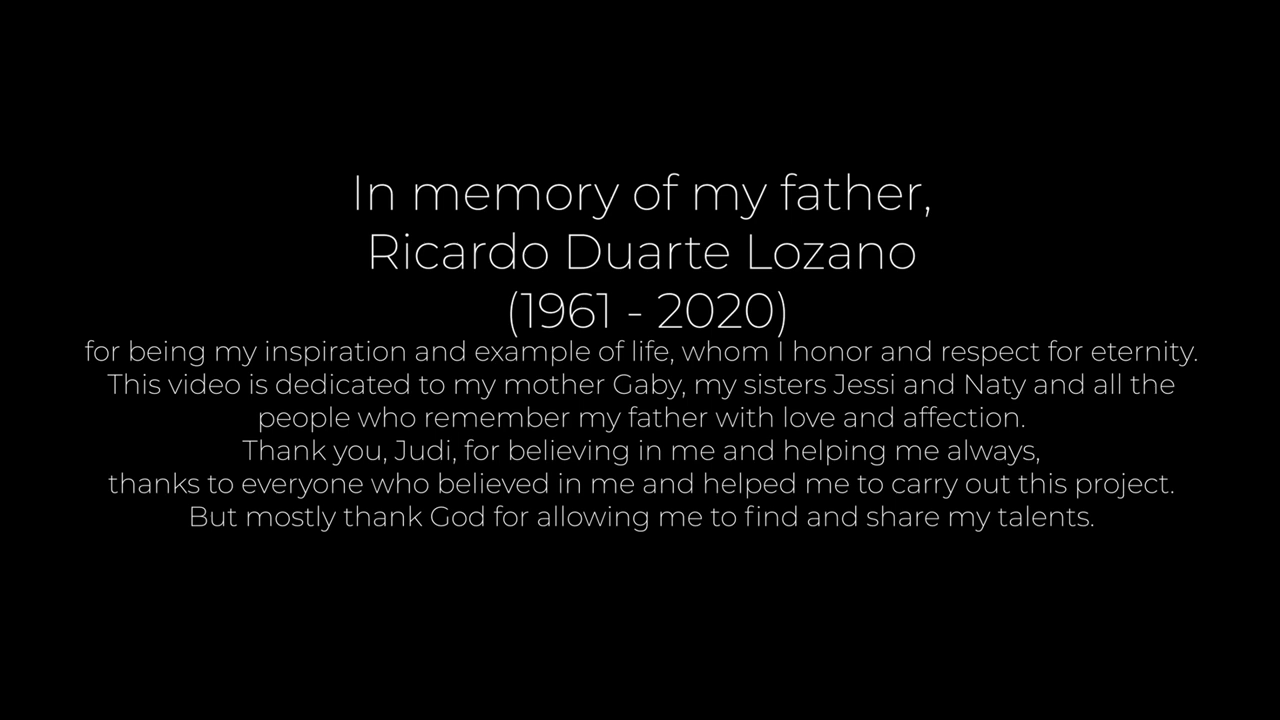 In memory of my father,
Ricardo Duarte Lozano
(1961 - 2020)
for being my inspiration and example of life, whom I honor and respect for eternity.
This video is dedicated to my mother Gaby, my sisters Jessi and Naty and all the
people who remember my father with love and affection.
Thank you, Judi, for believing in me and helping me always,
thanks to everyone who believed in me and helped me to carry out this project.
But mostly thank God for allowing me to find and share my talents.